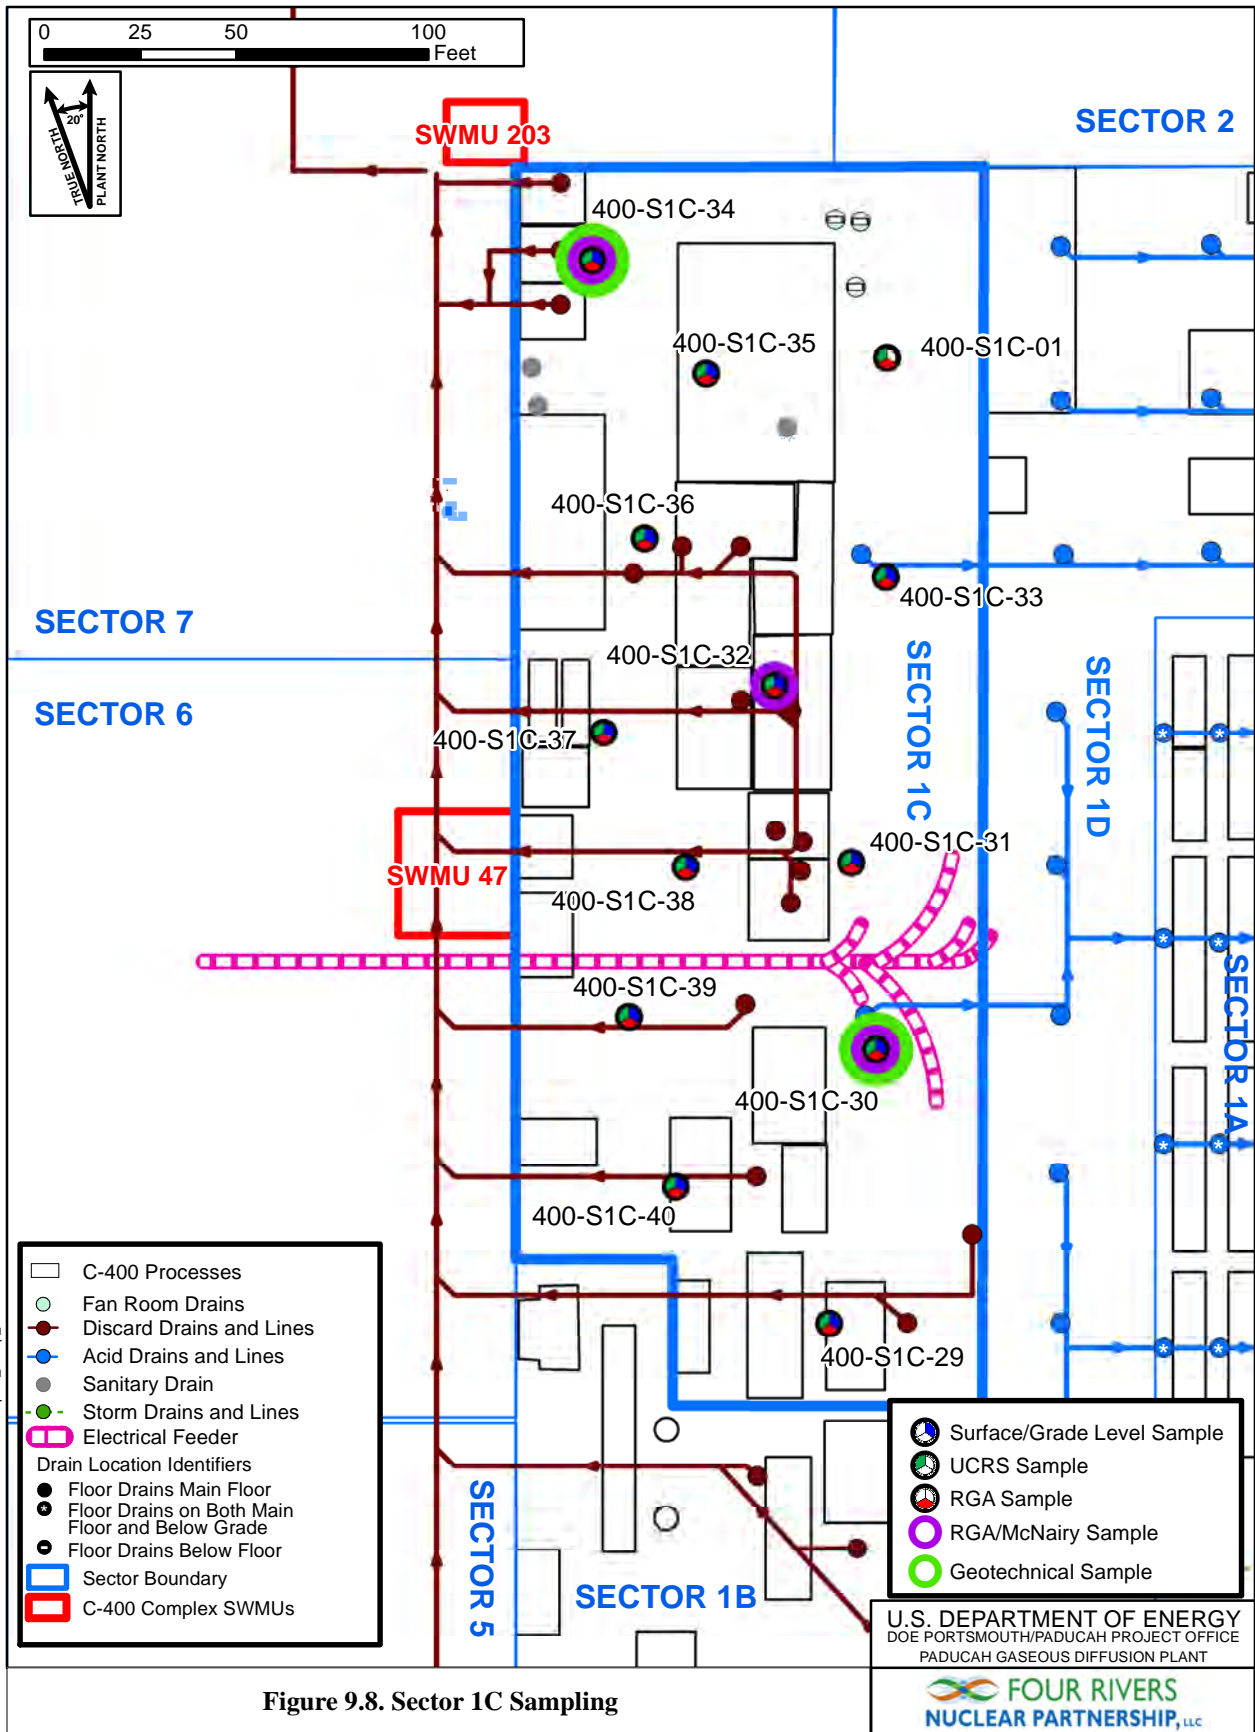 0 25 50 100
Feet
20°
TRUE NORTH
PLANT NORTH
SWMU 203
SECTOR 2
400-S1C-34
400-S1C-35
400-S1C-01
400-S1C-36
400-S1C-33
SECTOR 7
400-S1C-32
SECTOR 6
400-S1C-37
SECTOR 1C
SECTOR 1D
400-S1C-31
SWMU 47
400-S1C-38
400-S1C-39
SECTOR 1A
400-S1C-30
400-S1C-40
400-S1C-29
C-400 Processes
Fan Room Drains
Discard Drains and Lines
Acid Drains and Lines
Sanitary Drain
Storm Drains and Lines
Electrical Feeder
Drain Location Identifiers
Floor Drains Main Floor
Floor Drains on Both Main
Floor and Below Grade
Floor Drains Below Floor
Sector Boundary
C-400 Complex SWMUs
SECTOR 5
SECTOR 1B
Surface/Grade Level Sample
UCRS Sample
RGA Sample
RGA/McNairy Sample
Geotechnical Sample
U.S. DEPARTMENT OF ENERGY
DOE PORTSMOUTH/PADUCAH PROJECT OFFICE
PADUCAH GASEOUS DIFFUSION PLANT
Figure 9.8. Sector 1C Sampling
FOUR RIVERS
NUCLEAR PARTNERSHIP, LLC